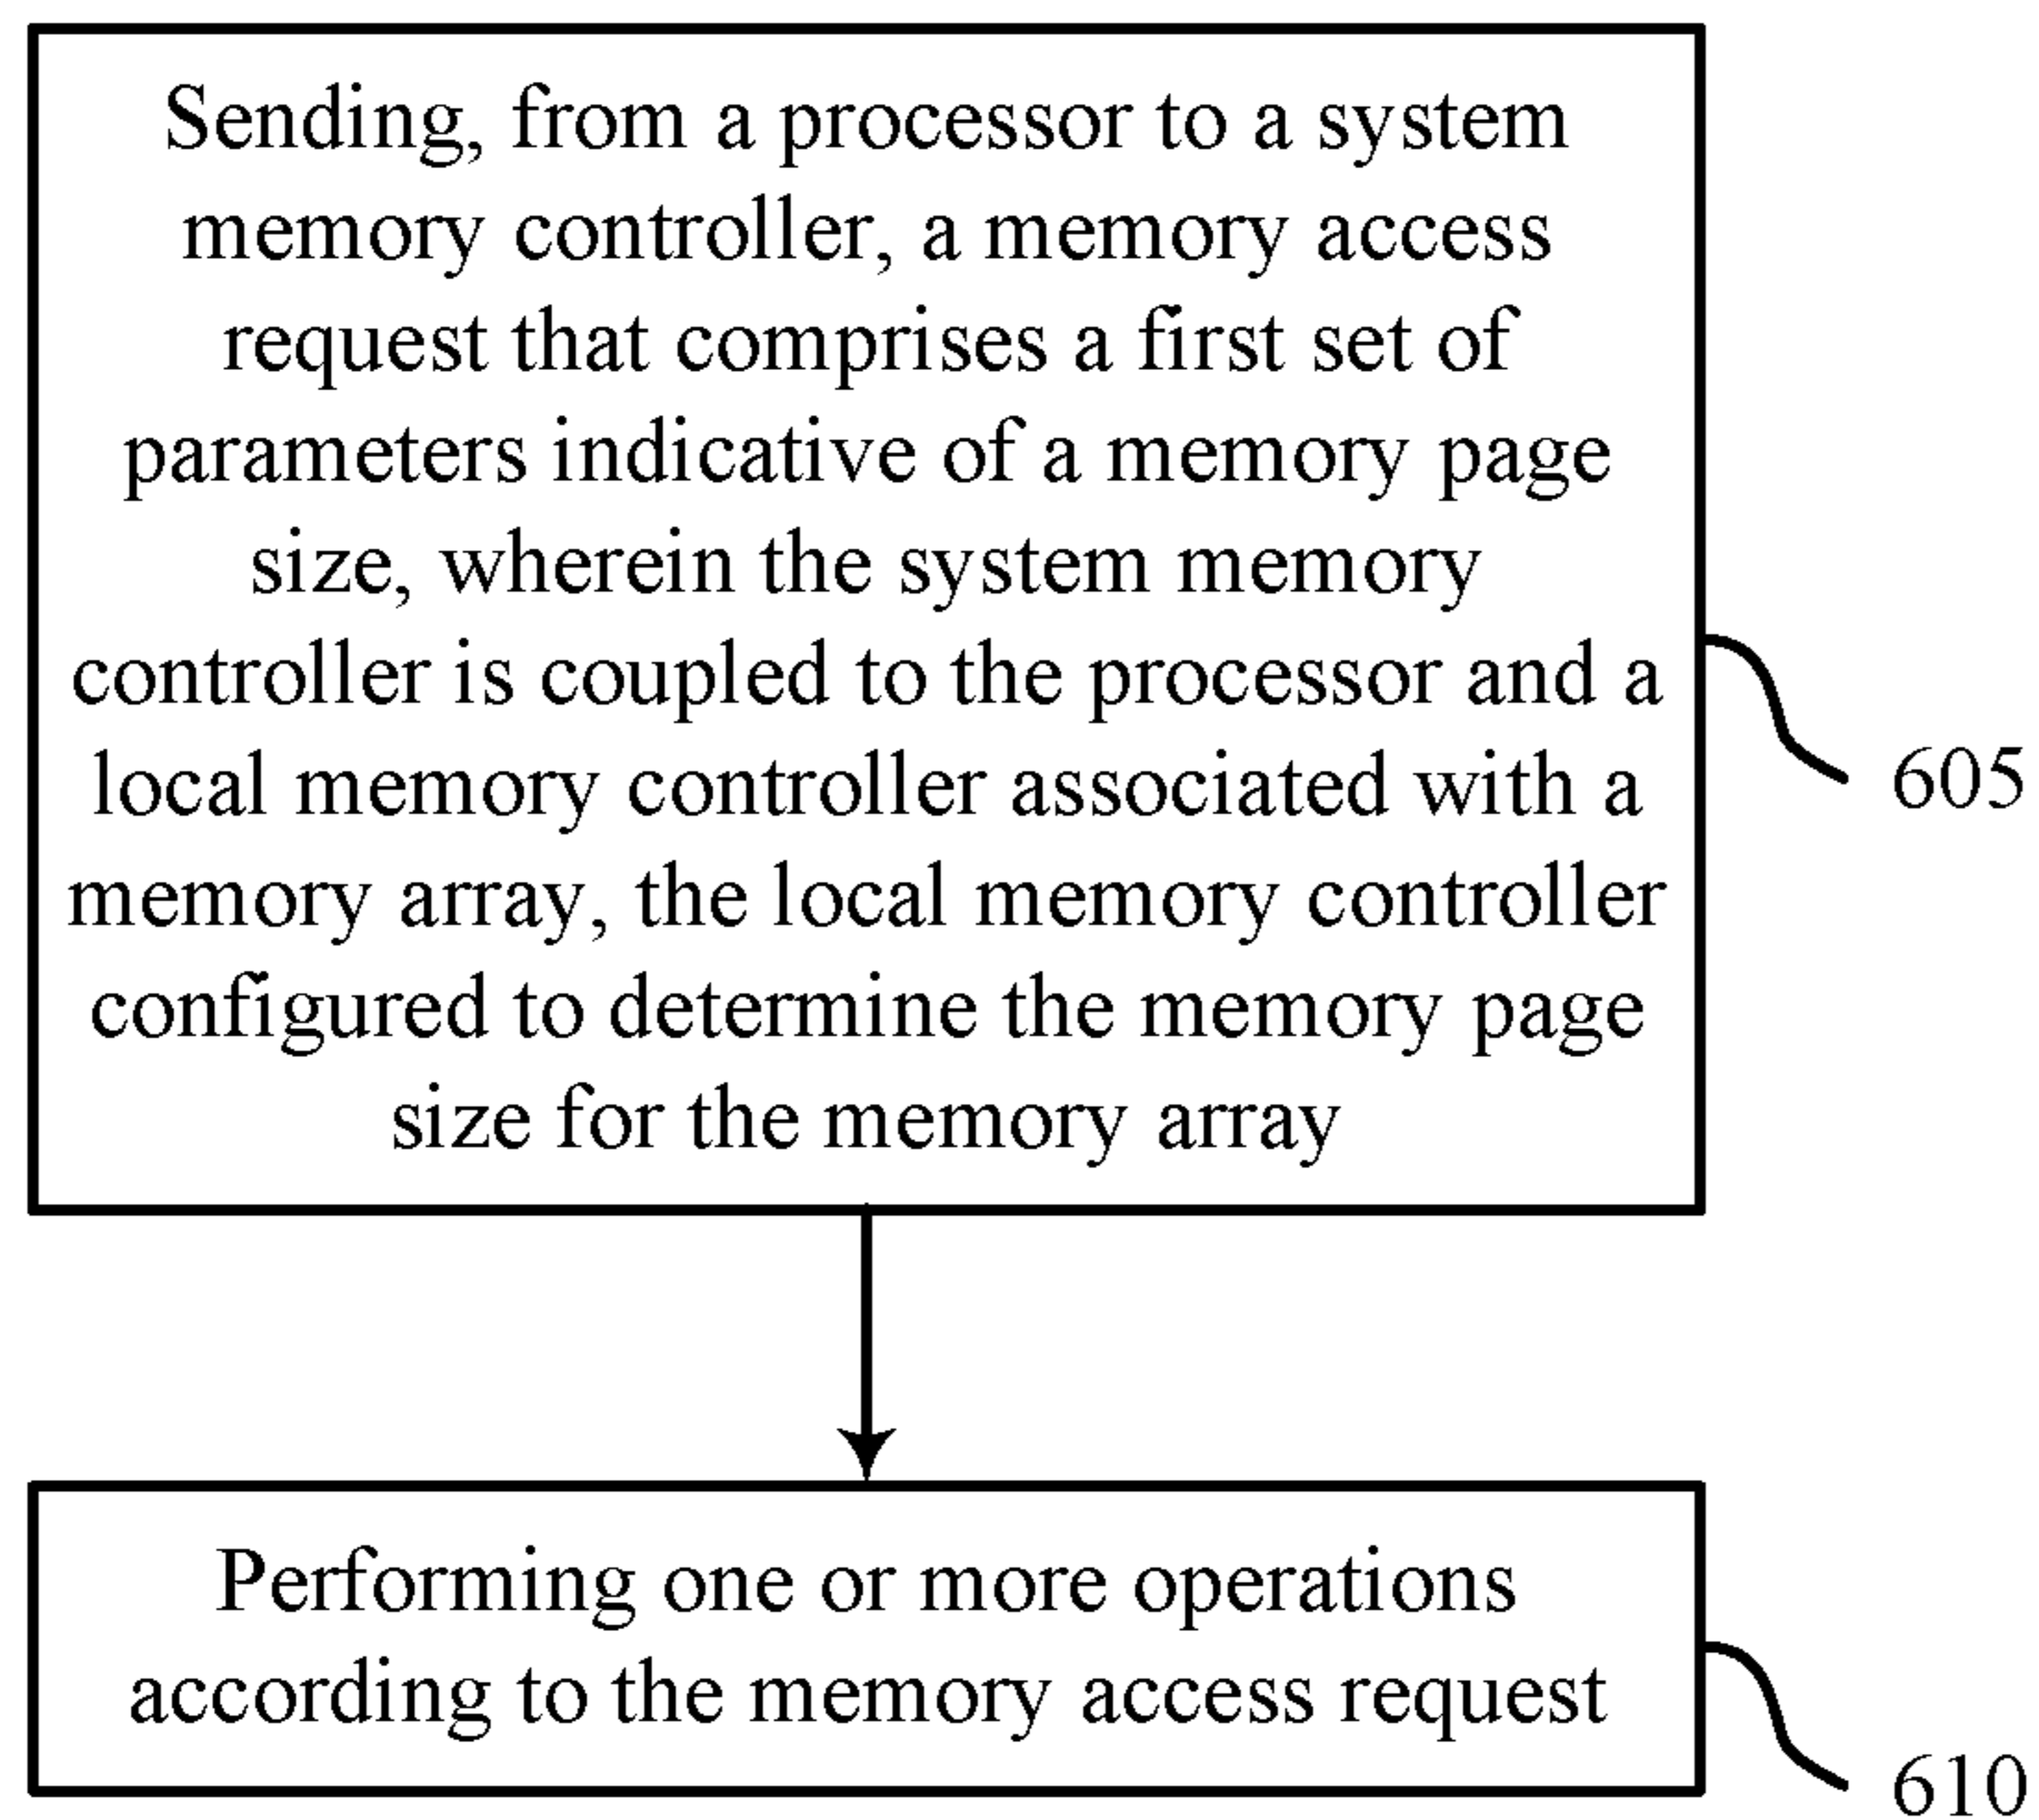 Sending, from a processor to a system
memory controller, a memory access
request that comprises a first set of
parameters indicative of a memory page
size, wherein the system memory
controller is coupled to the processor and a
local memory controller associated with a
memory array, the local memory controller
configured to determine the memory page
size for the memory array
605
Performing one or more operations
according to the memory access request
610